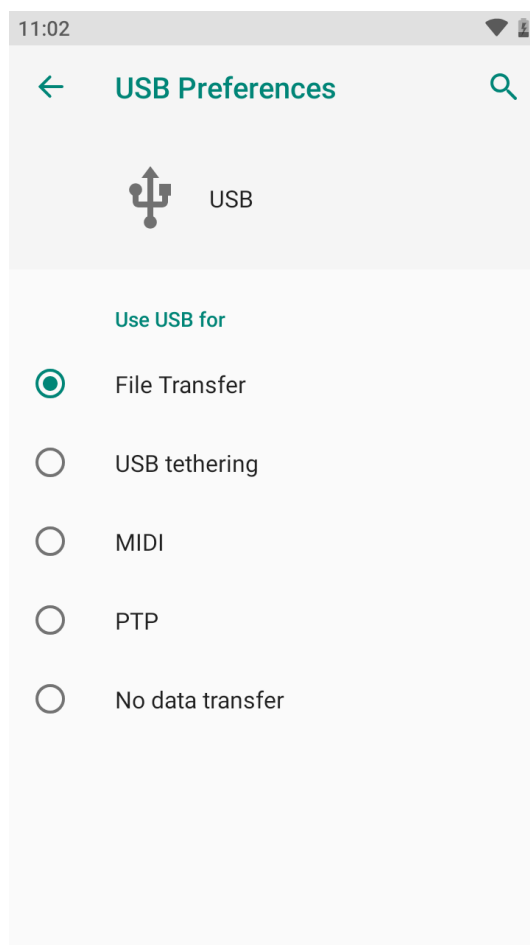 11:02
USB Preferences
USB
Use USB for
File Transfer
USB tethering
MIDI
PTP
No data transfer